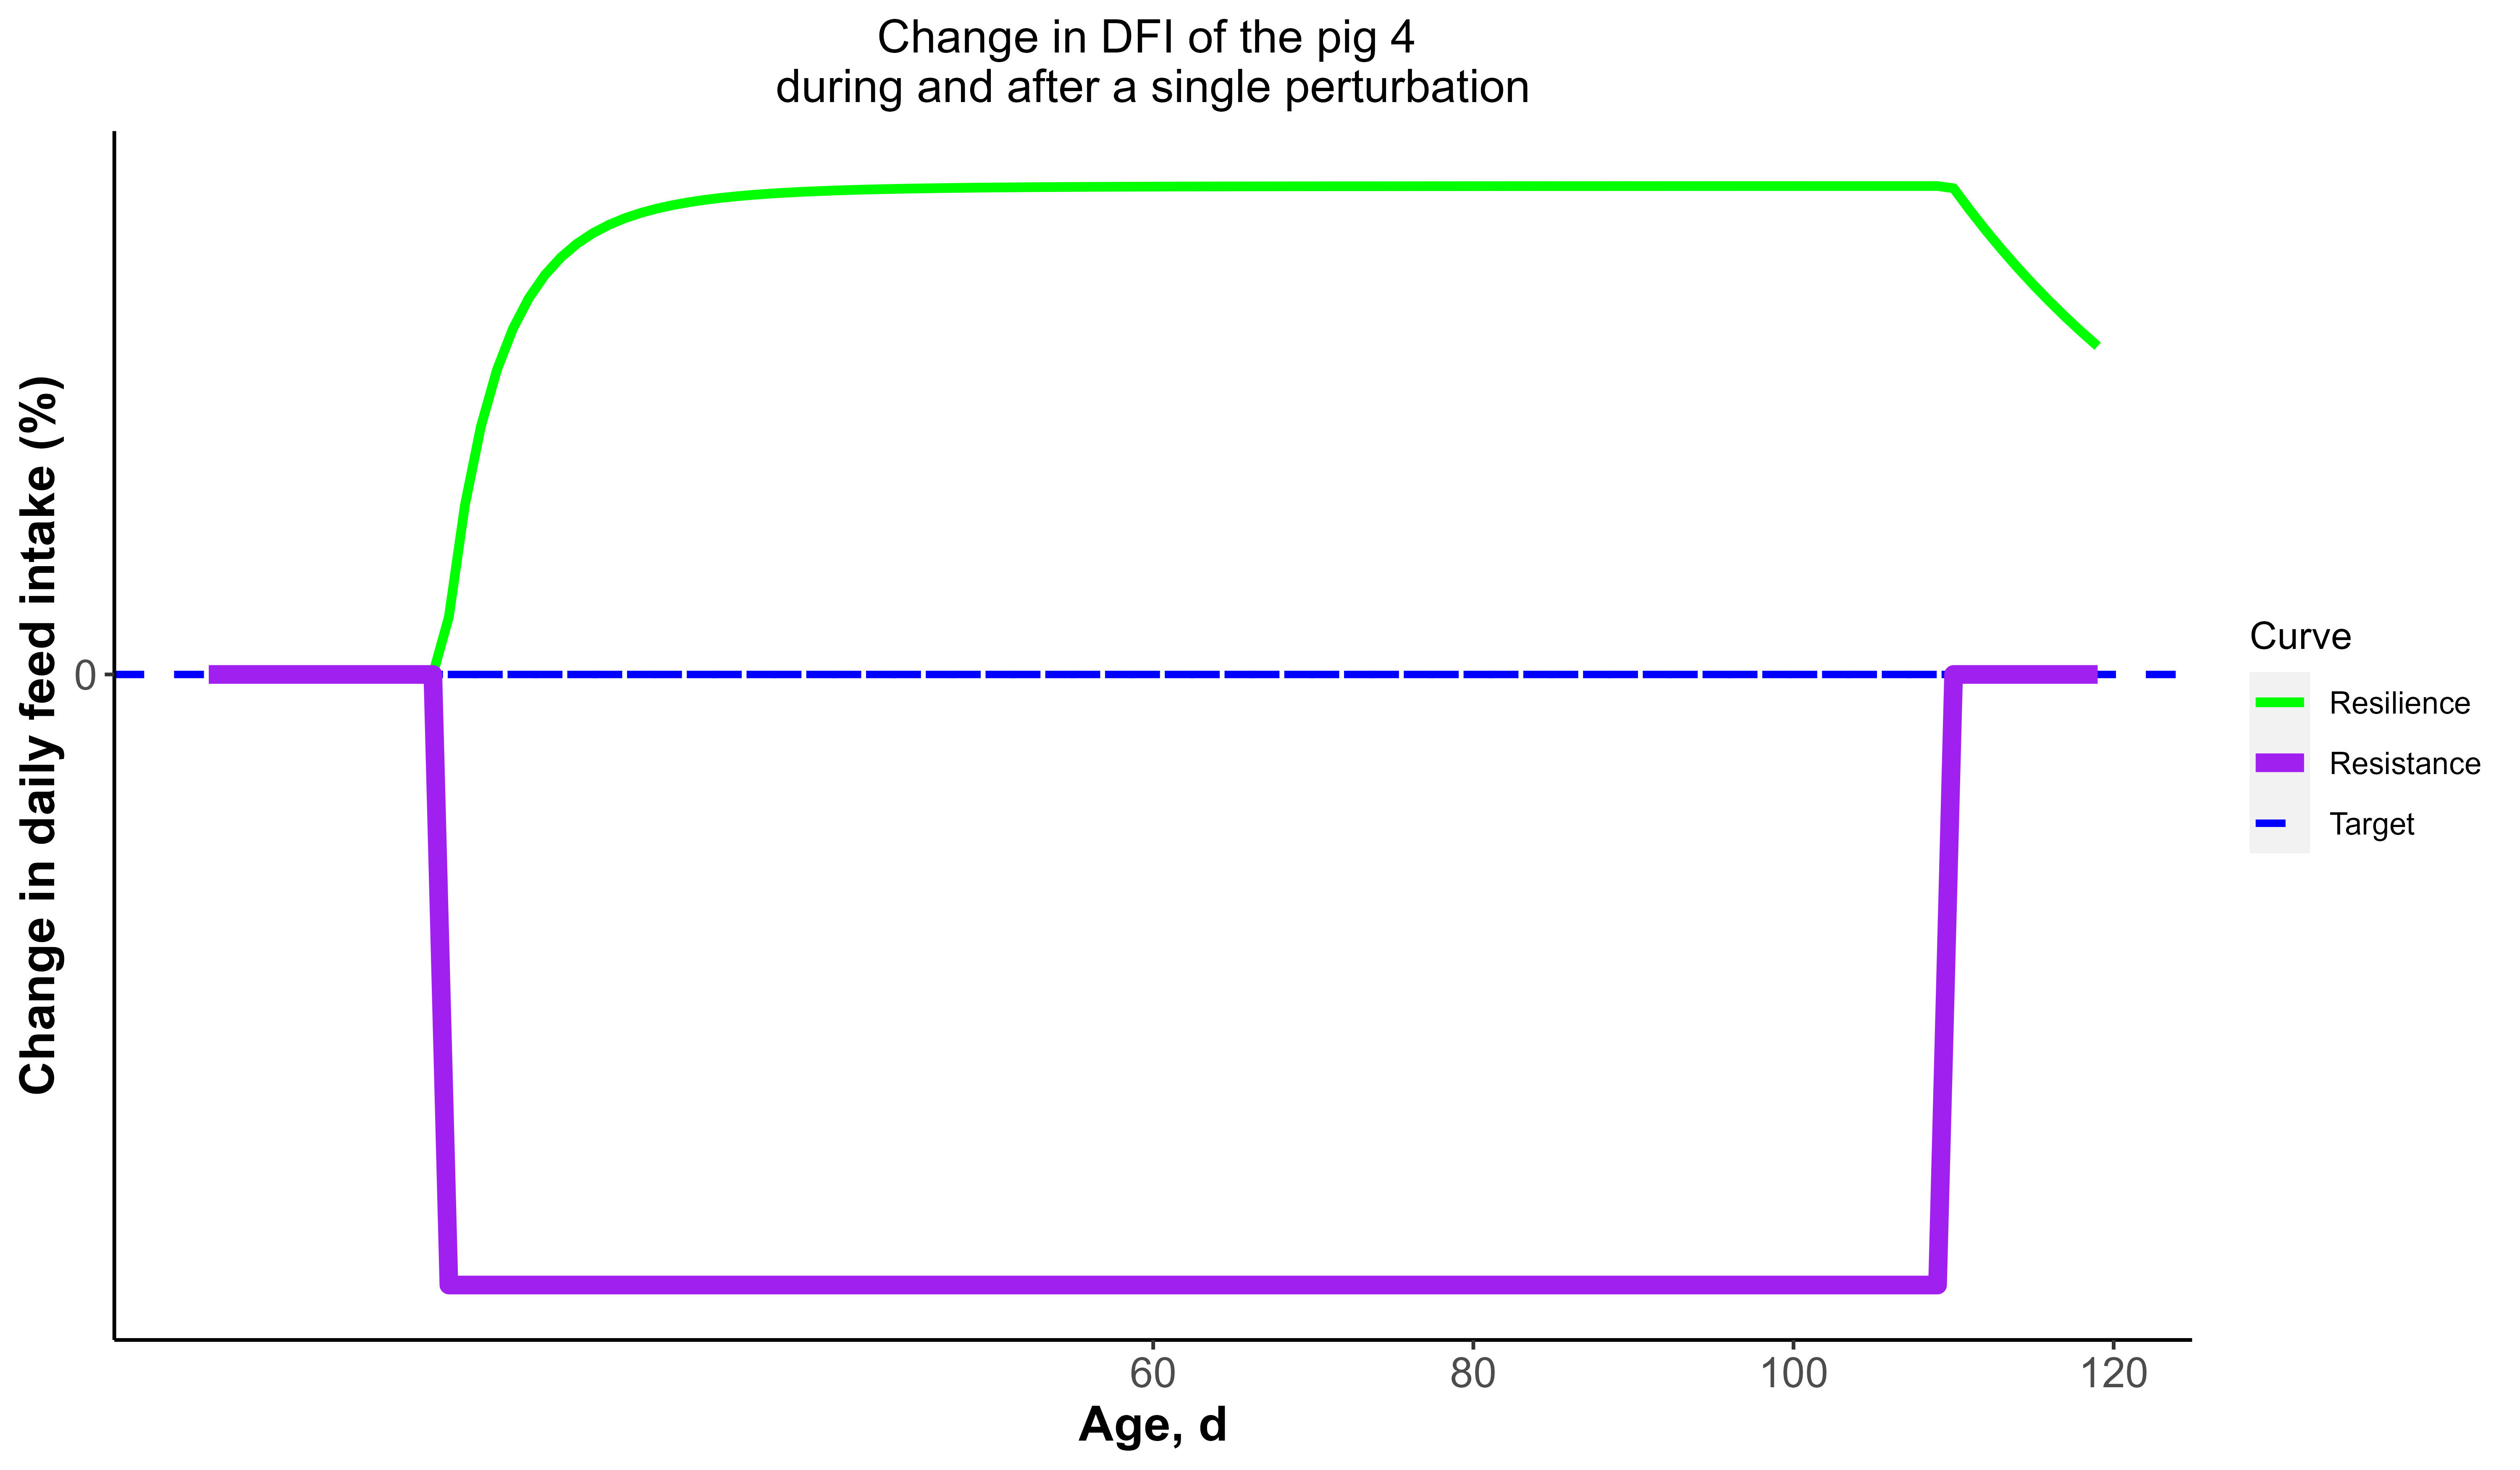 Change in DFI of the pig 4
during and after a single perturbation
Change in daily feed intake (%)
0
60
80
100
120
Age, d
Curve
Resilience
Resistance
Target